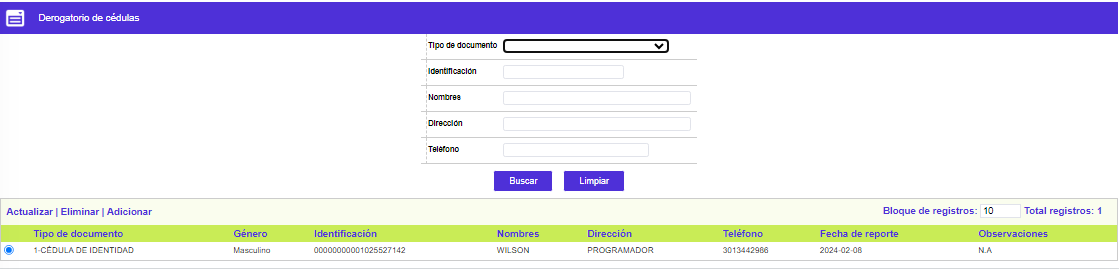 Derogatorio de cédulas
Tipo de documento
Identificación
Nombres
Dirección
Teléfono
Buscar Limpiar
Actualizar | Eliminar | Adicionar Bloque de registros: 10 Total registros: 1
Tipo de documento Género Identificación Nombres Dirección Teléfono Fecha de reporte Observaciones
1-CÉDULA DE IDENTIDAD Masculino 00000000001025527142 WILSON PROGRAMADOR 3013442966 2024-02-08 N.A